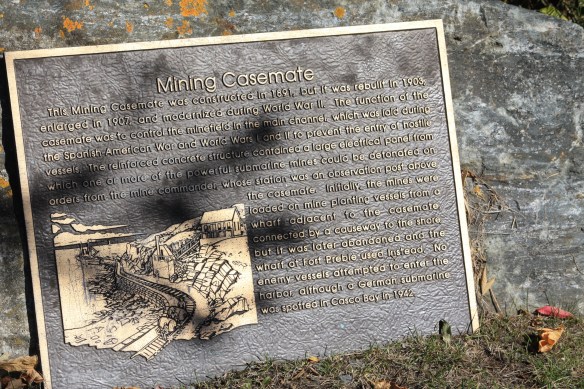 Mining Casemate
This Mining Casemate was constructed in 1891, but it was rebuilt in 1903,
enlarged in 1907, and modernized during World War II. The function of the
casemate was to control the minefield in the main channel, which was laid during
the Spanish-American War and World Wars I and II to prevent the entry of hostile
vessels. The reinforced concrete structure contained a large electrical panel from
which one or more of the powerful submarine mines could be detonated on
orders from the mine commander, whose station was an observation post above
the casemate. Initially, the mines were
loaded on mine planting vessels from a
wharf adjacent to the casemate
connected by a causeway to the shore
but it was later abandoned and the
wharf at Fort Preble used instead. No
enemy vessels attempted to enter the
harbor, although a German submarine
was spotted in Casco Bay in 1942.